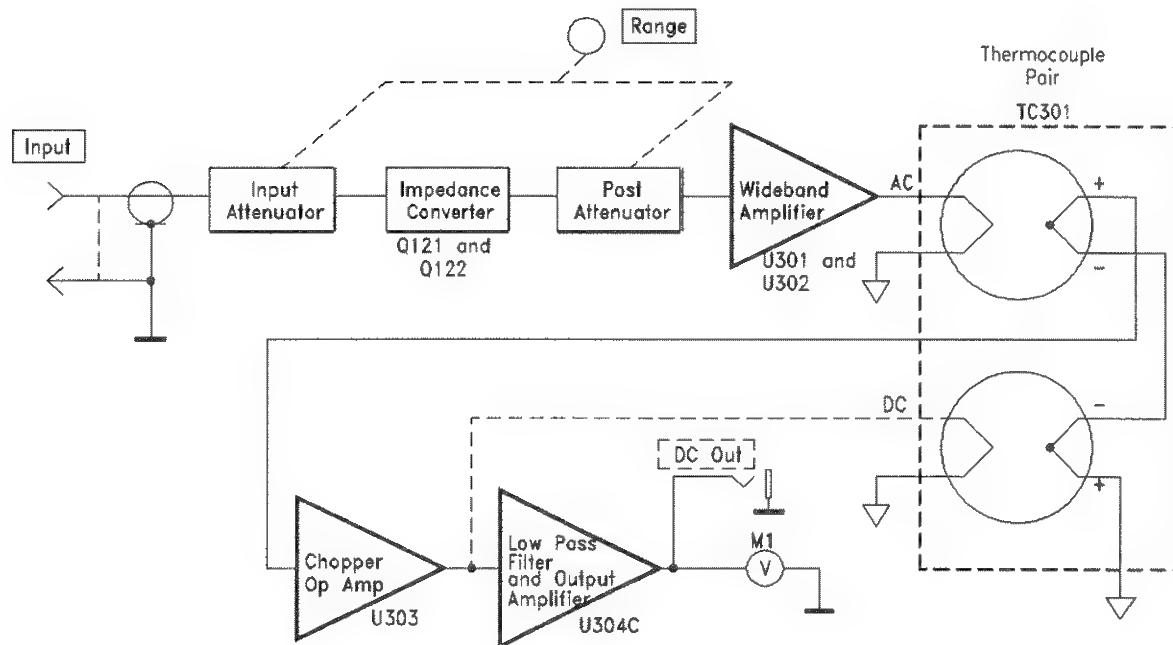 Range
Thermocouple
Pair
TC301
Input
Input
Attenuator
Impedance
Converter
Q121 and
Q122
Post
Attenuator
Wideband
Amplifier
U301 and
U302
AC
+
−
DC
−
+
DC Out
M1
V
Chopper
Op Amp
U303
Low Pass
Filter
and Output
Amplifier
U304C